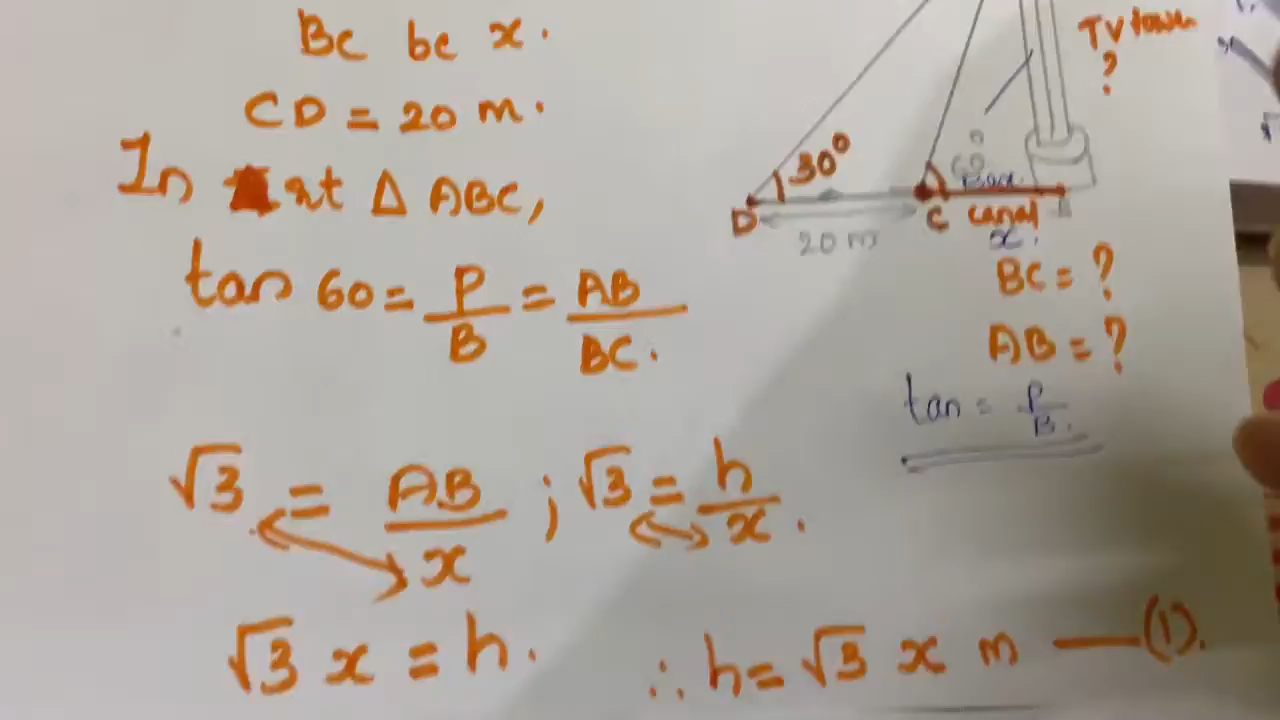 Bc be x.
CD = 20 m.
In rt Δ ABC,
tan 60 = P/B = AB/BC.
√3 = AB/x ; √3 = h/x.
√3 x = h.
∴ h = √3 x m — (1).
TV tower
?
30°
60°
D
C
canal
20 m
x.
BC = ?
AB = ?
tan = P/B.